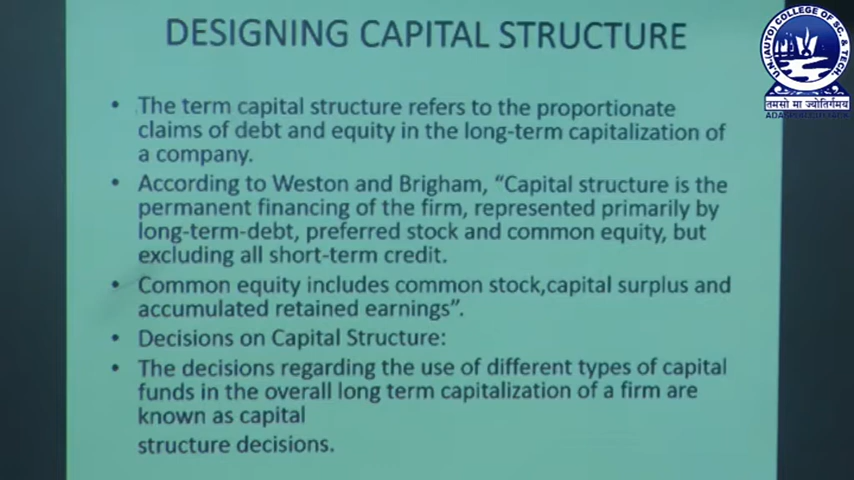 DESIGNING CAPITAL STRUCTURE
U.N.(AUTO) COLLEGE OF SC. & TECH.
तमसो मा ज्योतिर्गमय
• The term capital structure refers to the proportionate
claims of debt and equity in the long-term capitalization of
a company.
• According to Weston and Brigham, “Capital structure is the
permanent financing of the firm, represented primarily by
long-term-debt, preferred stock and common equity, but
excluding all short-term credit.
• Common equity includes common stock,capital surplus and
accumulated retained earnings”.
• Decisions on Capital Structure:
• The decisions regarding the use of different types of capital
funds in the overall long term capitalization of a firm are
known as capital
structure decisions.